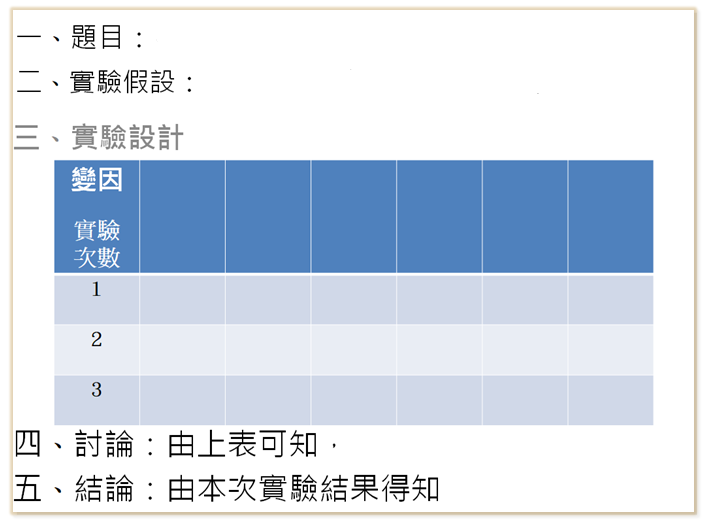 一、題目：
二、實驗假設：
三、實驗設計
變因
實驗
次數
1
2
3
四、討論：由上表可知，
五、結論：由本次實驗結果得知